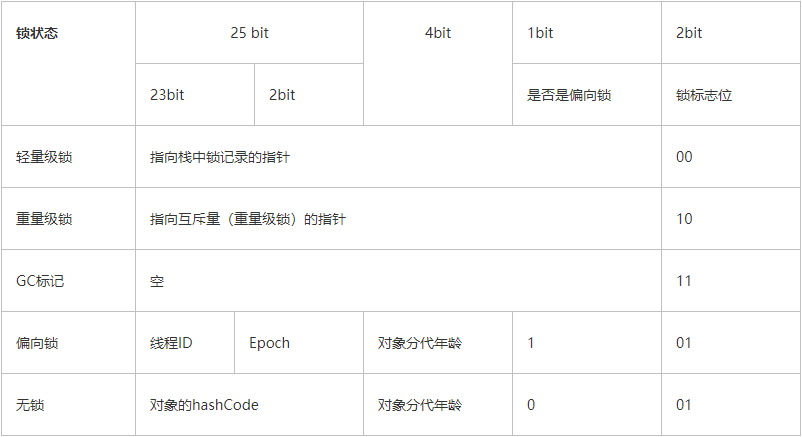 锁状态 25 bit 4bit 1bit 2bit
23bit 2bit 是否是偏向锁 锁标志位
轻量级锁 指向栈中锁记录的指针 00
重量级锁 指向互斥量（重量级锁）的指针 10
GC标记 空 11
偏向锁 线程ID Epoch 对象分代年龄 1 01
无锁 对象的hashCode 对象分代年龄 0 01